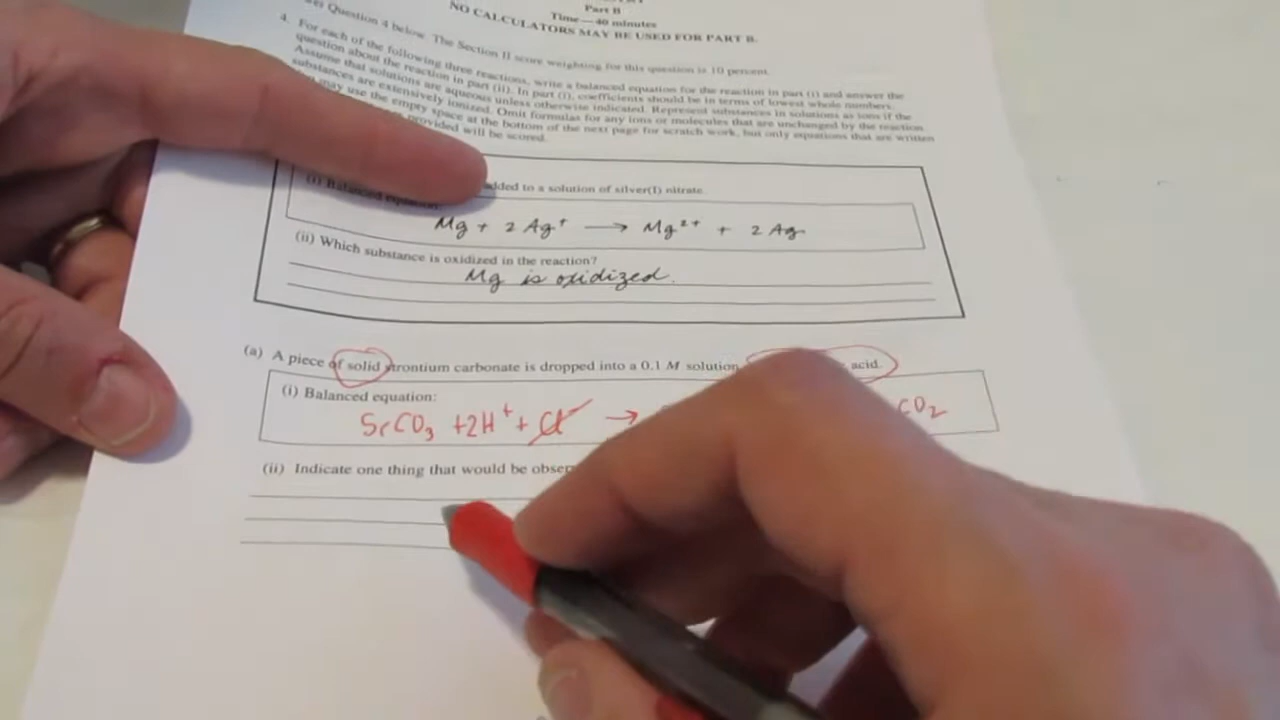 Part B
Time—40 minutes
NO CALCULATORS MAY BE USED FOR PART B.
Question 4 below. The Section II score weighting for this question is 10 percent.
4. For each of the following three reactions, write a balanced equation for the reaction in part (i) and answer the
question about the reaction in part (ii). In part (i), coefficients should be in terms of lowest whole numbers.
Assume that solutions are aqueous unless otherwise indicated. Represent substances in solutions as ions if the
substances are extensively ionized. Omit formulas for any ions or molecules that are unchanged by the reaction.
may use the empty space at the bottom of the next page for scratch work, but only equations that are written
provided will be scored.
added to a solution of silver(I) nitrate.
(i) Balanced equation:
Mg + 2 Ag⁺ → Mg²⁺ + 2 Ag
(ii) Which substance is oxidized in the reaction?
Mg is oxidized.
(a) A piece of solid strontium carbonate is dropped into a 0.1 M solution acid.
(i) Balanced equation:
SrCO₃ + 2H⁺ + Cl → CO₂
(ii) Indicate one thing that would be